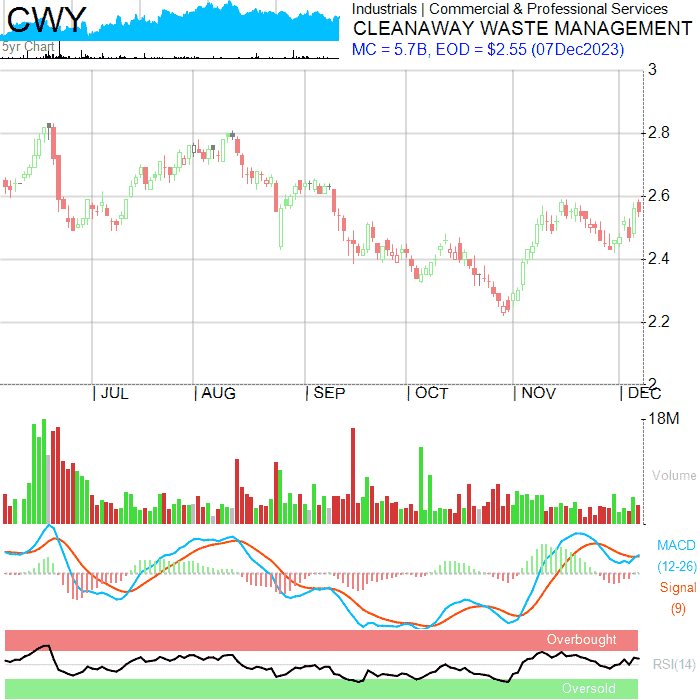 CWY
5yr Chart
Industrials | Commercial & Professional Services
CLEANAWAY WASTE MANAGEMENT
MC = 5.7B, EOD = $2.55 (07Dec2023)
3
2.8
2.6
2.4
2.2
2
| JUL | AUG | SEP | OCT | NOV | DEC
18M
Volume
MACD
(12-26)
Signal
(9)
Overbought
RSI(14)
Oversold